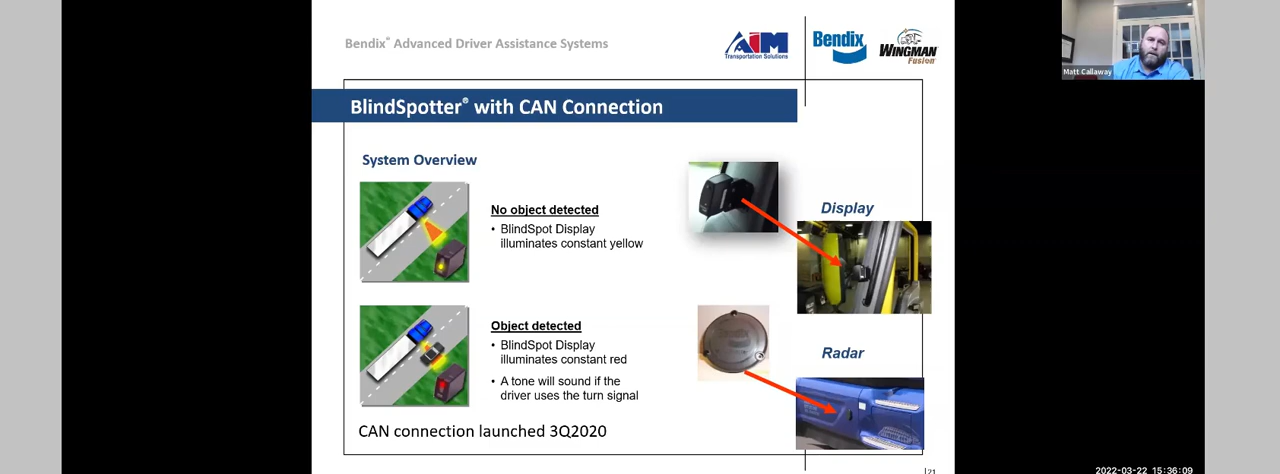 Bendix® Advanced Driver Assistance Systems
AIM
Transportation Solutions
Bendix
WINGMAN
Fusion
Matt Callaway
BlindSpotter® with CAN Connection
System Overview
No object detected
• BlindSpot Display
illuminates constant yellow
Display
Object detected
• BlindSpot Display
illuminates constant red
• A tone will sound if the
driver uses the turn signal
Radar
CAN connection launched 3Q2020
21
2022-03-22 15:36:09